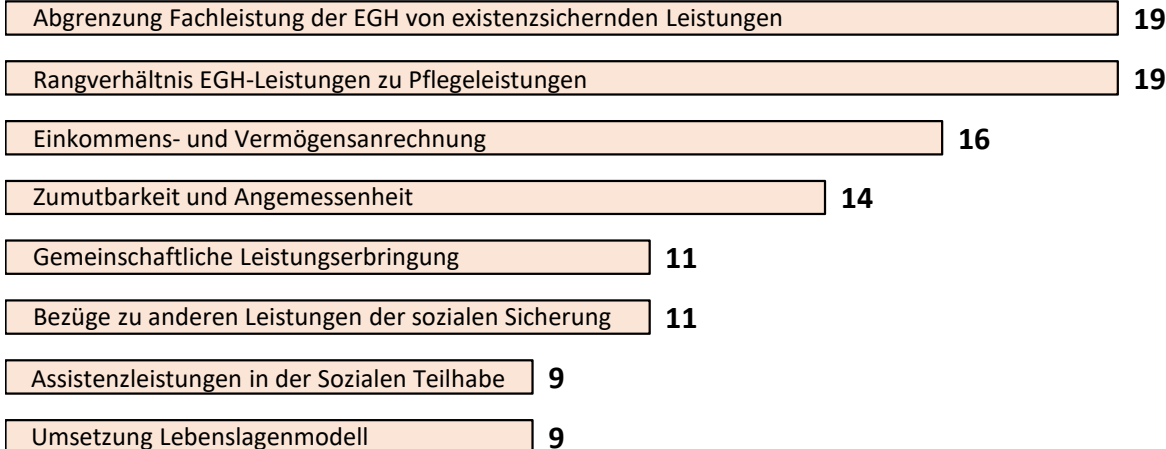 Abgrenzung Fachleistung der EGH von existenzsichernden Leistungen 19
Rangverhältnis EGH-Leistungen zu Pflegeleistungen 19
Einkommens- und Vermögensanrechnung 16
Zumutbarkeit und Angemessenheit 14
Gemeinschaftliche Leistungserbringung 11
Bezüge zu anderen Leistungen der sozialen Sicherung 11
Assistenzleistungen in der Sozialen Teilhabe 9
Umsetzung Lebenslagenmodell 9